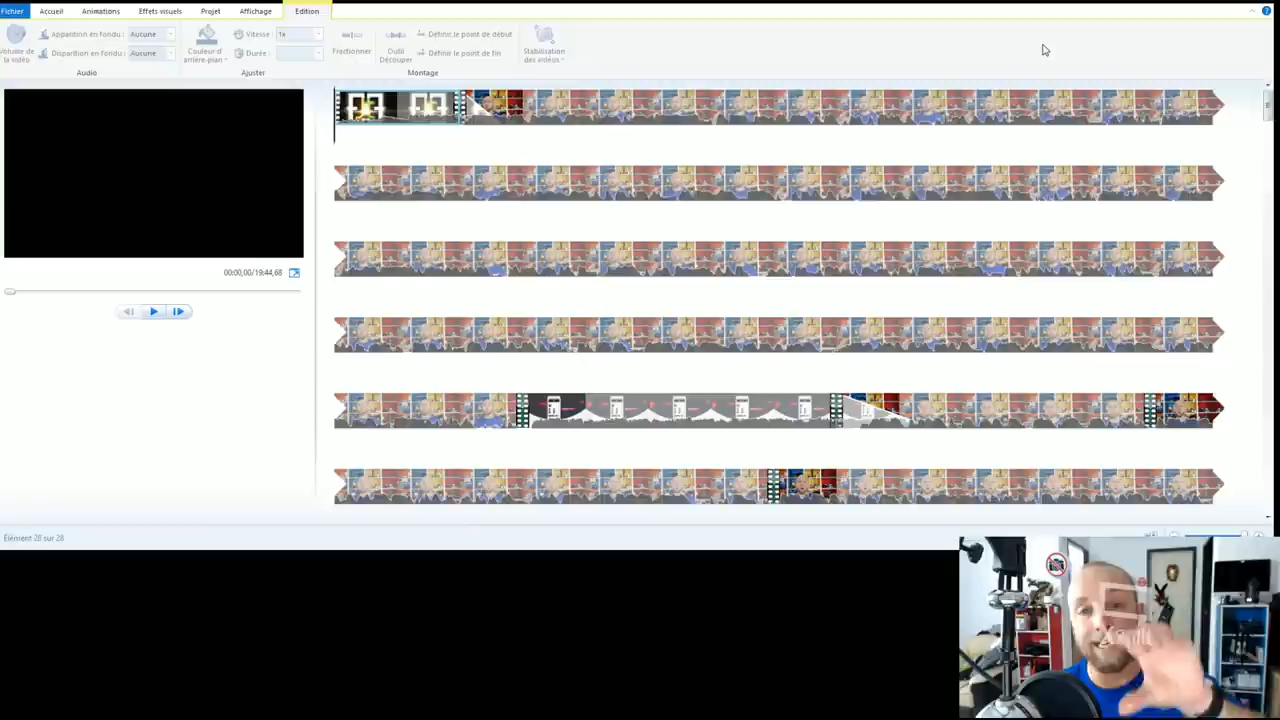 Fichier Accueil Animations Effets visuels Projet Affichage Edition
Volume de la vidéo
Apparition en fondu : Aucune
Disparition en fondu : Aucune
Audio
Couleur d'arrière-plan
Vitesse : 1x
Durée :
Ajuster
Fractionner
Outil Découper
Définir le point de début
Définir le point de fin
Montage
Stabilisation des vidéos
00:00,00/19:44,68
Élément 28 sur 28